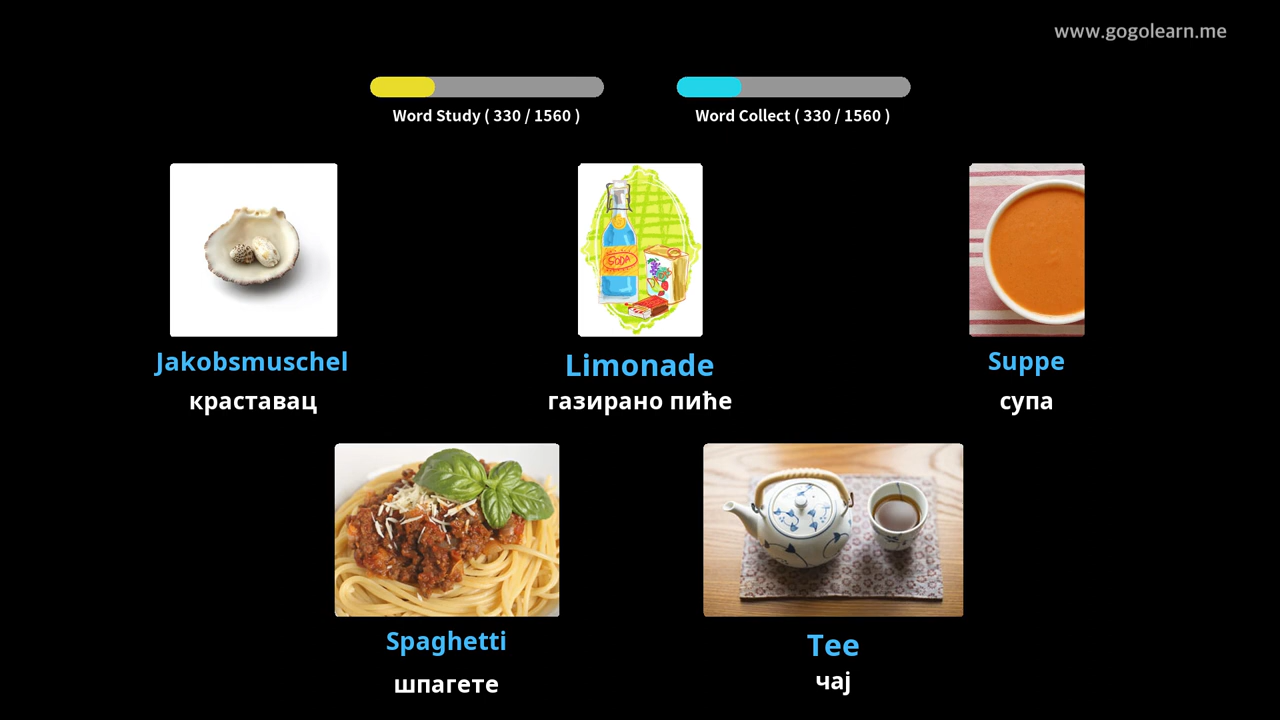 www.gogolearn.me
Word Study ( 330 / 1560 )
Word Collect ( 330 / 1560 )
SODA
Jakobsmuschel
краставац
Limonade
газирано пиће
Suppe
супа
Spaghetti
шпагете
Tee
чај